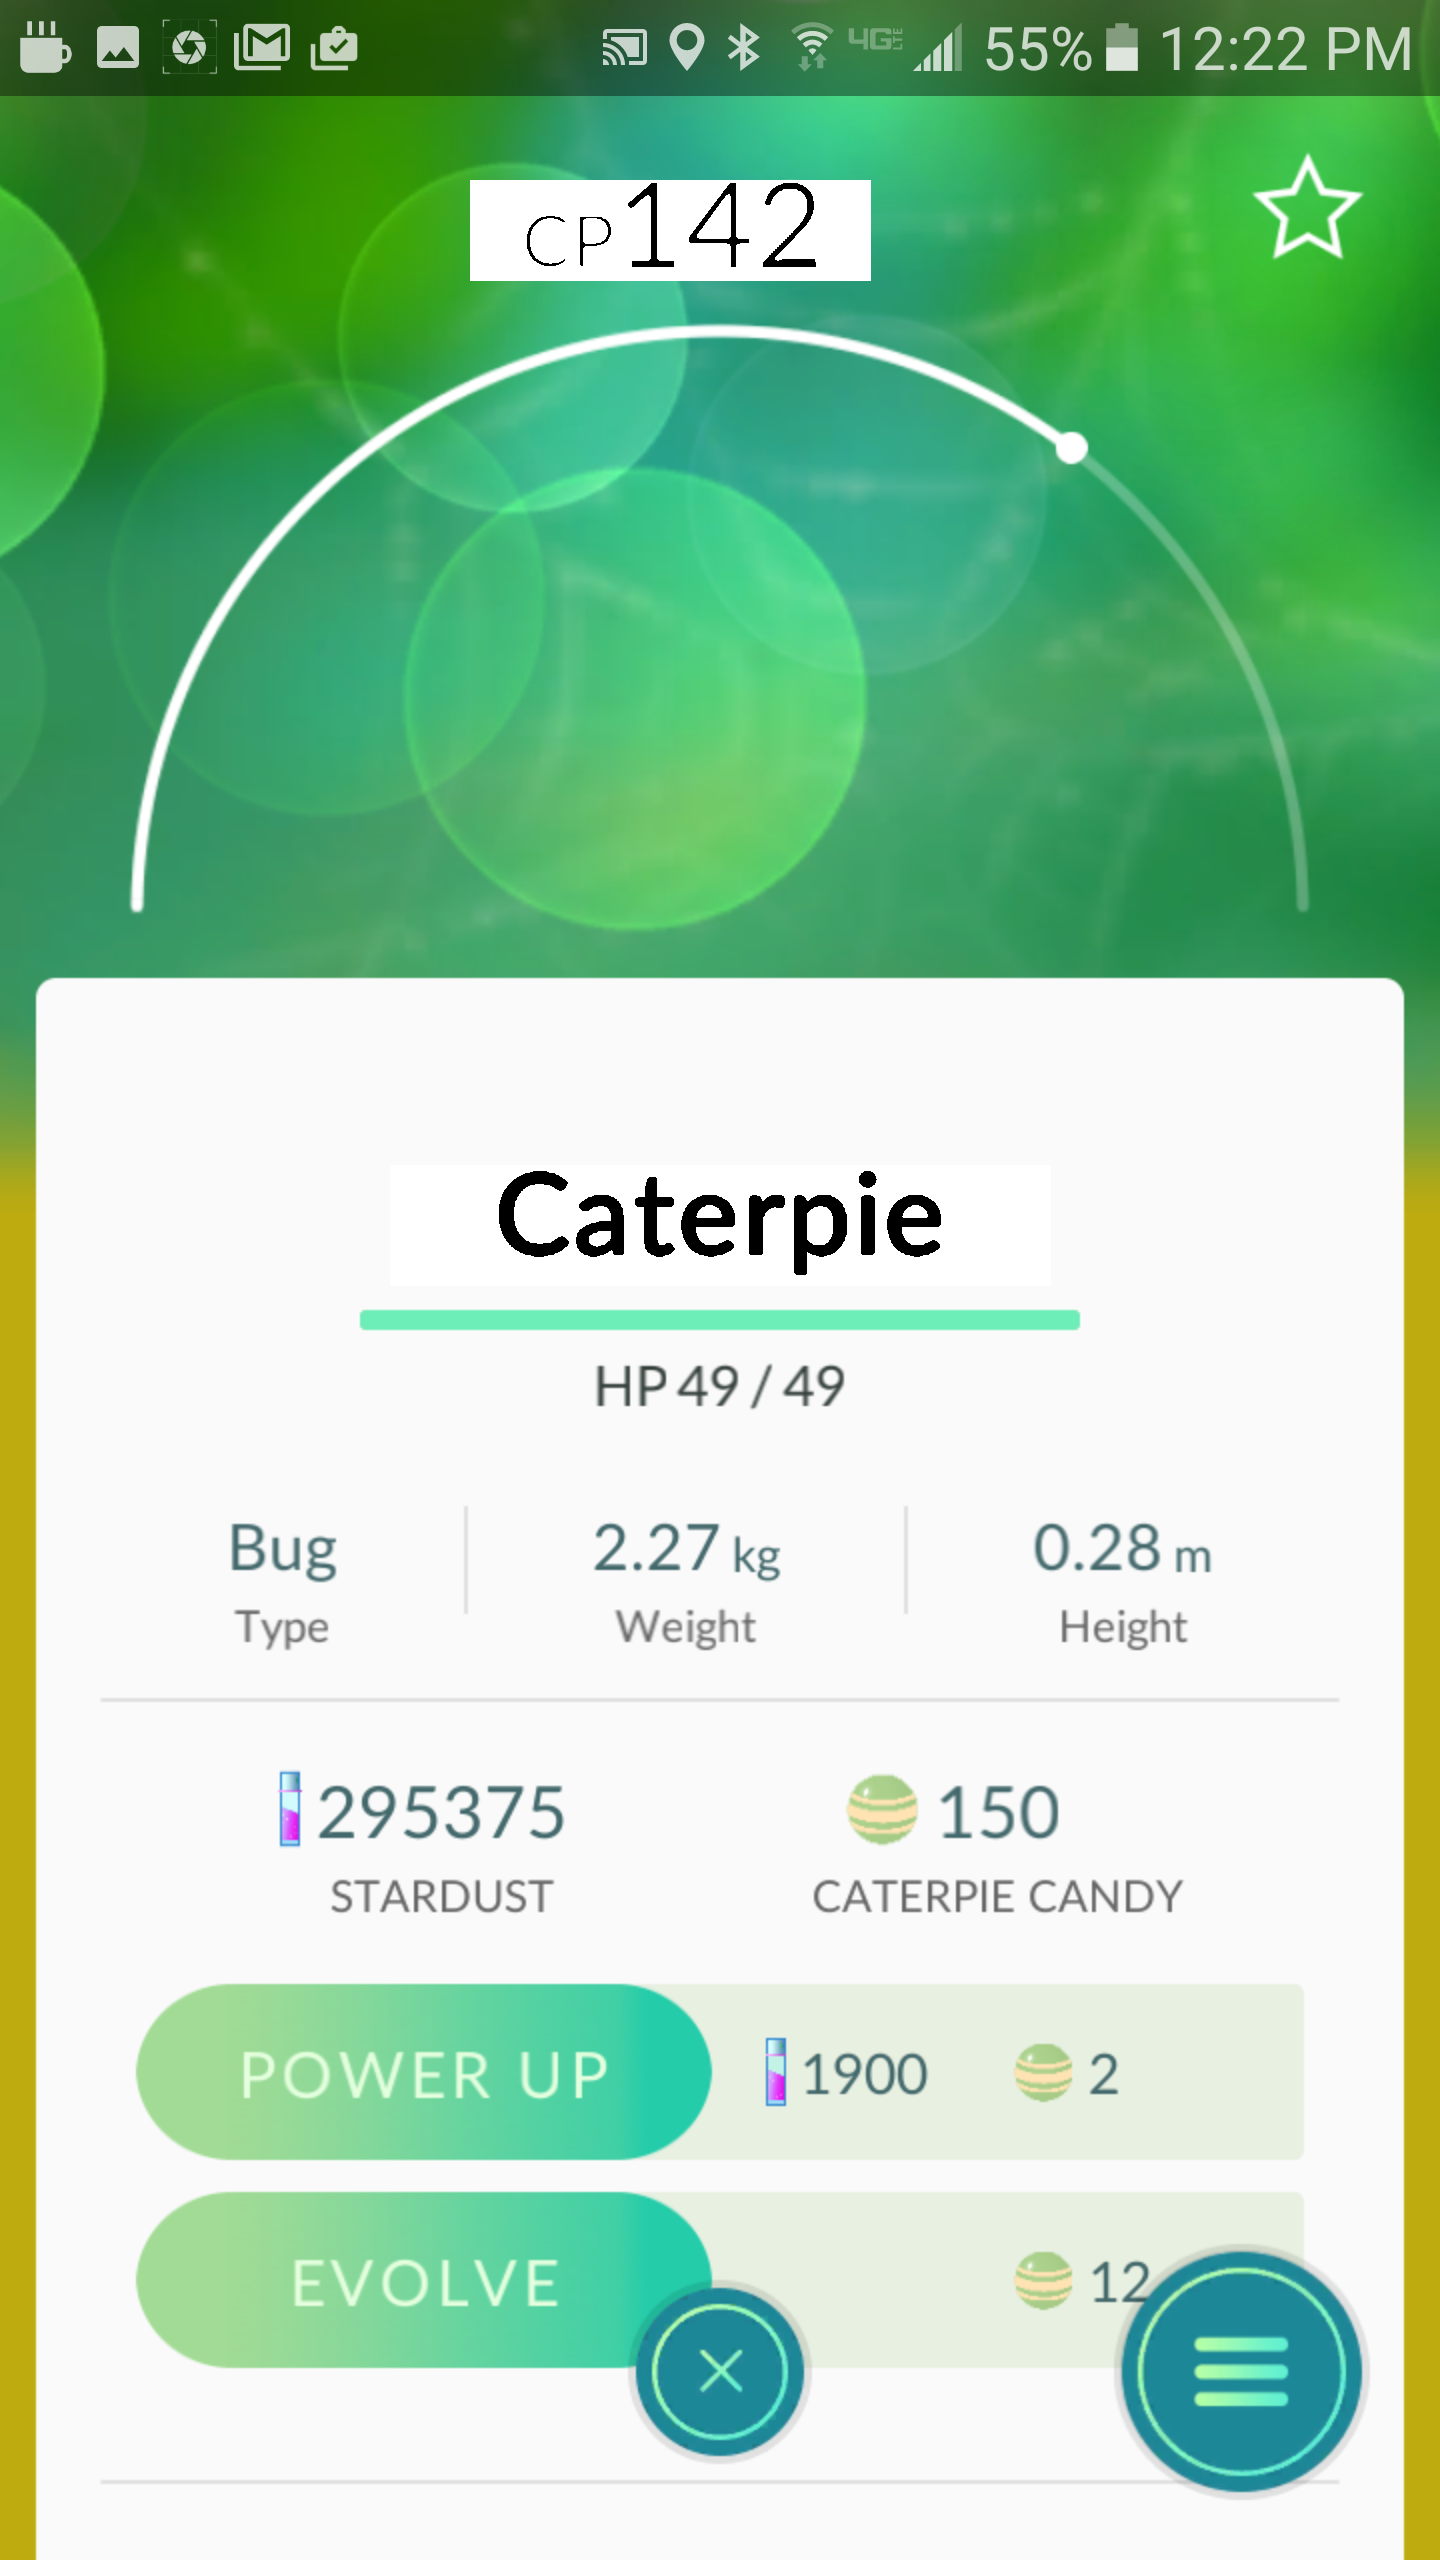 4G LTE 55% 12:22 PM
CP142
Caterpie
HP 49 / 49
Bug 2.27 kg 0.28 m
Type Weight Height
295375 150
STARDUST CATERPIE CANDY
POWER UP 1900 2
EVOLVE 12